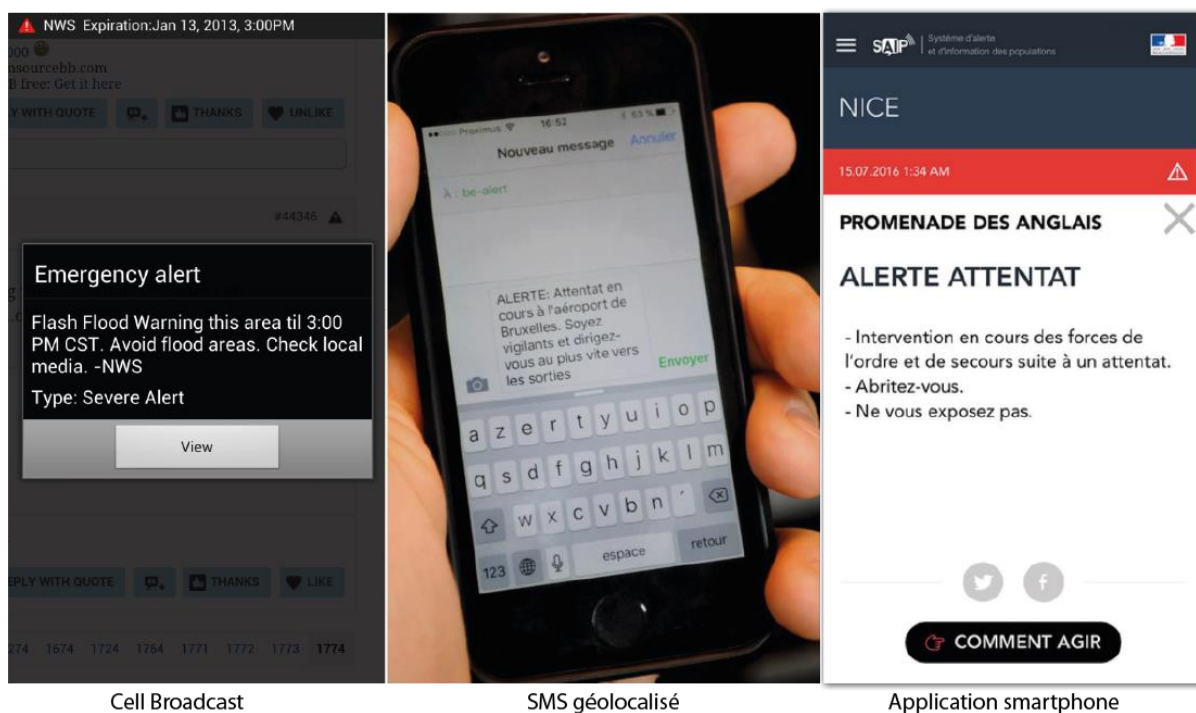 NWS Expiration:Jan 13, 2013, 3:00PM
nsourcebb.com
B free: Get it here
WITH QUOTE
THANKS
UNLIKE
#44346
Emergency alert
Flash Flood Warning this area til 3:00
PM CST. Avoid flood areas. Check local
media. -NWS
Type: Severe Alert
View
EPLY WITH QUOTE
THANKS
LIKE
274 1674 1724 1764 1771 1772 1773 1774
Cell Broadcast
Proximus 16:52 63 %
Nouveau message Annuler
À : be-alert
ALERTE: Attentat en
cours à l'aéroport de
Bruxelles. Soyez
vigilants et dirigez-
vous au plus vite vers
les sorties
Envoyer
a z e r t y u i o p
q s d f g h j k l m
w x c v b n ´
123 espace retour
SMS géolocalisé
SAIP
Système d'alerte
et d'information des populations
NICE
15.07.2016 1:34 AM
PROMENADE DES ANGLAIS
ALERTE ATTENTAT
- Intervention en cours des forces de
l'ordre et de secours suite à un attentat.
- Abritez-vous.
- Ne vous exposez pas.
COMMENT AGIR
Application smartphone